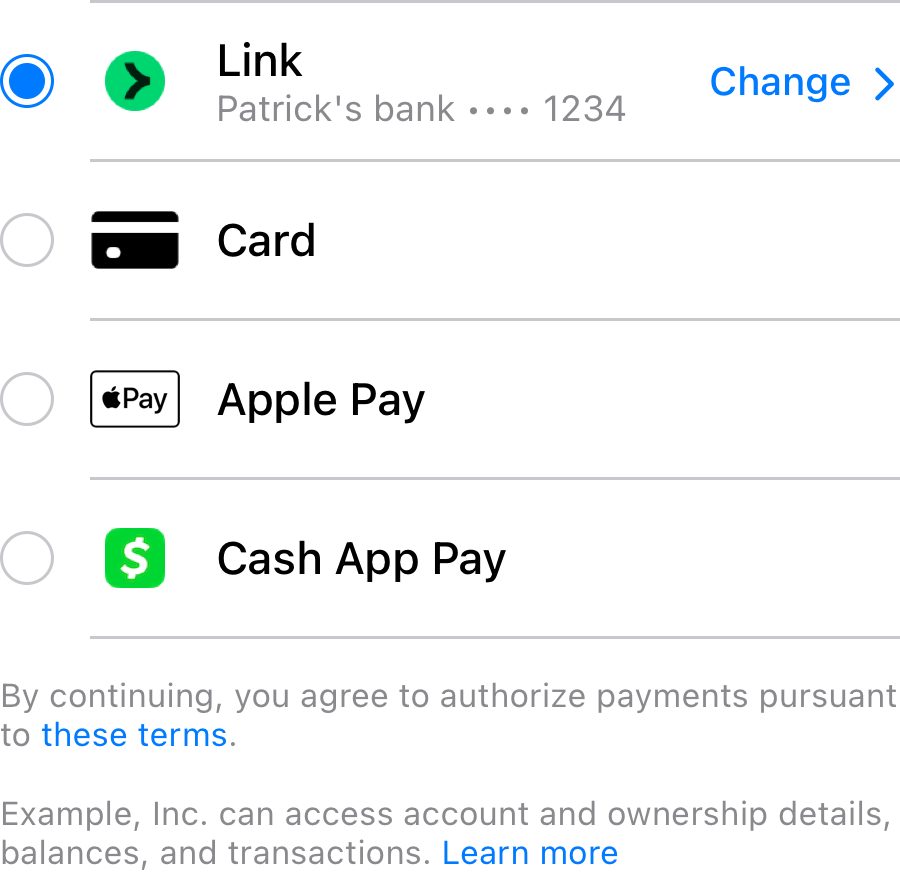 Link
Patrick's bank •••• 1234
Change
Card
Pay
Apple Pay
$
Cash App Pay
By continuing, you agree to authorize payments pursuant
to these terms.
Example, Inc. can access account and ownership details,
balances, and transactions. Learn more